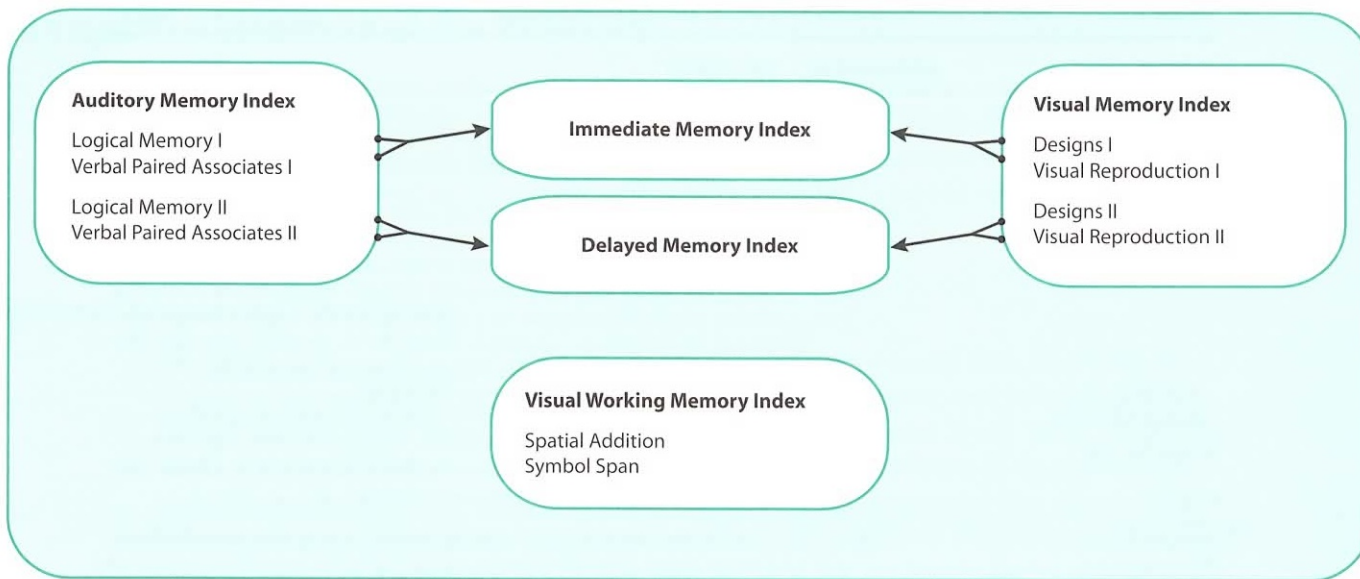 Auditory Memory Index
Logical Memory I
Verbal Paired Associates I
Logical Memory II
Verbal Paired Associates II
Immediate Memory Index
Delayed Memory Index
Visual Memory Index
Designs I
Visual Reproduction I
Designs II
Visual Reproduction II
Visual Working Memory Index
Spatial Addition
Symbol Span